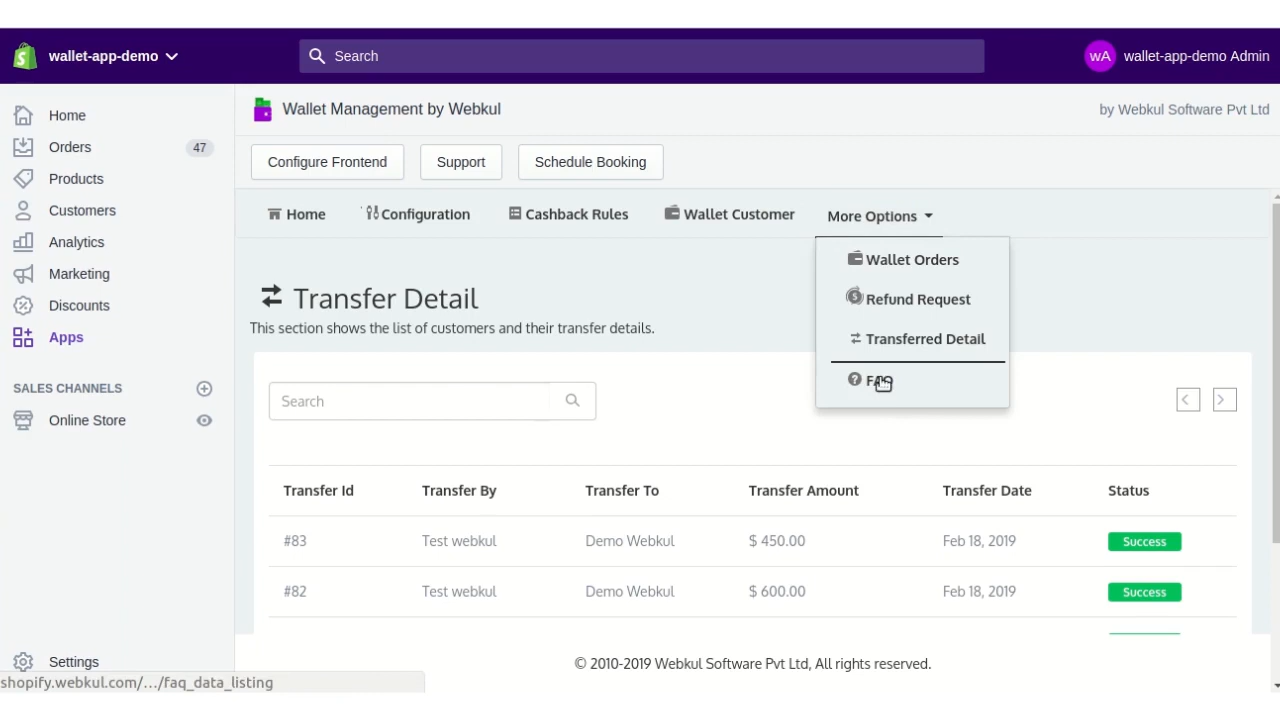 wallet-app-demo
Search
wA
wallet-app-demo Admin
Home
Orders
47
Products
Customers
Analytics
Marketing
Discounts
Apps
SALES CHANNELS
Online Store
Settings
shopify.webkul.com/.../faq_data_listing
Wallet Management by Webkul
by Webkul Software Pvt Ltd
Configure Frontend
Support
Schedule Booking
Home
Configuration
Cashback Rules
Wallet Customer
More Options
Wallet Orders
Refund Request
Transferred Detail
FAQ
Transfer Detail
This section shows the list of customers and their transfer details.
Search
Transfer Id Transfer By Transfer To Transfer Amount Transfer Date Status
#83 Test webkul Demo Webkul $ 450.00 Feb 18, 2019 Success
#82 Test webkul Demo Webkul $ 600.00 Feb 18, 2019 Success
© 2010-2019 Webkul Software Pvt Ltd, All rights reserved.